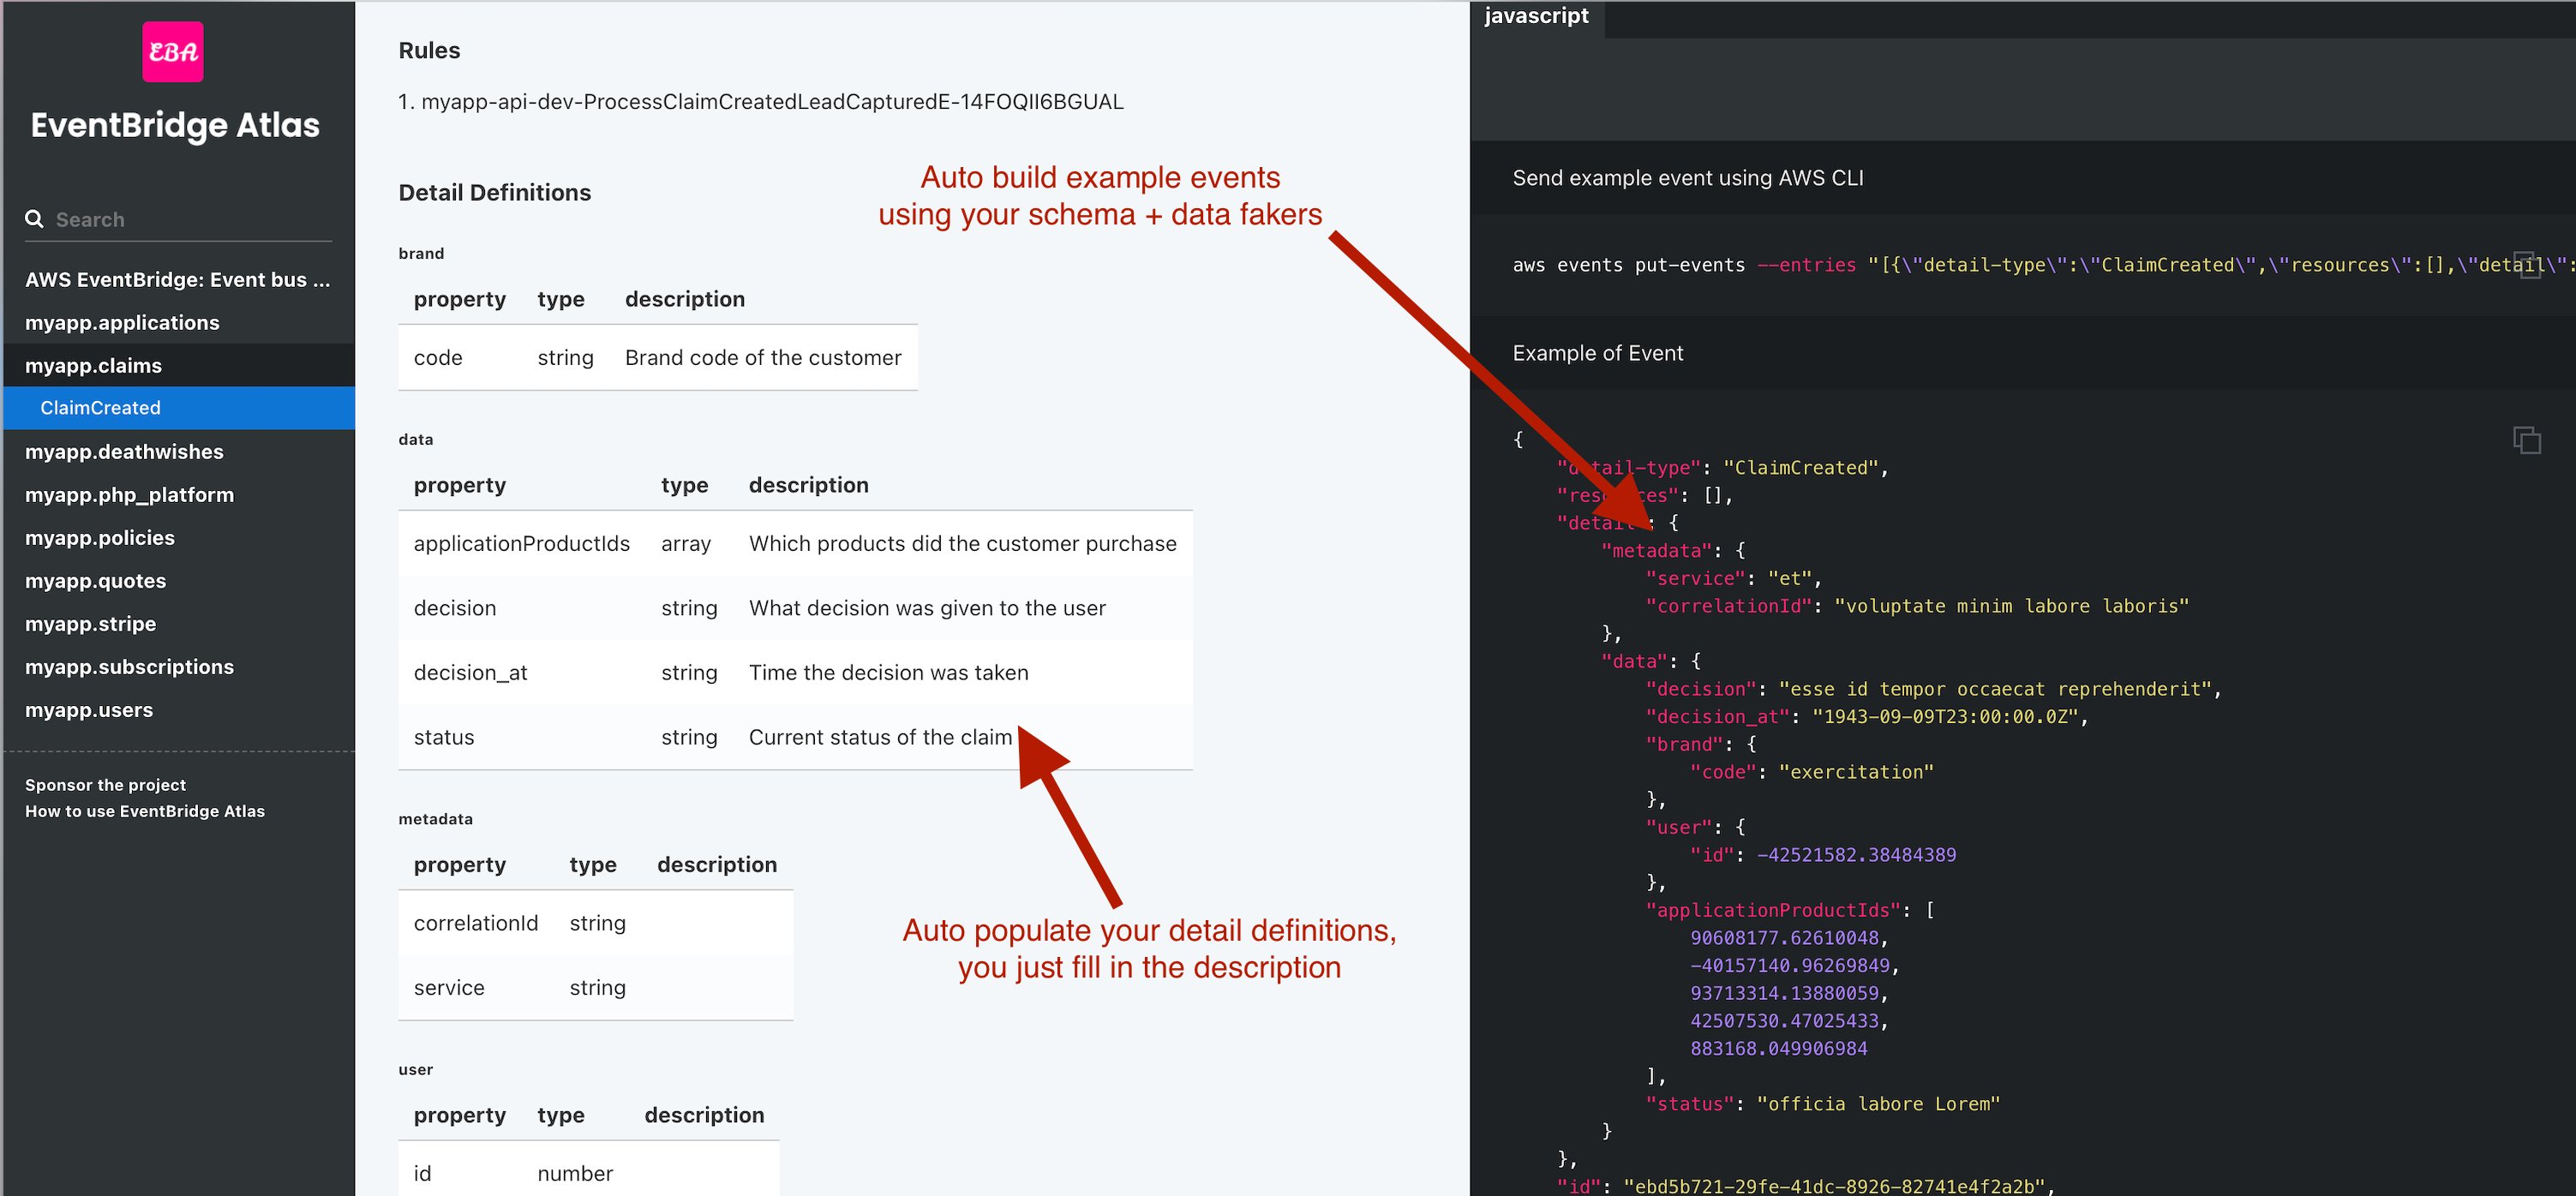 EBA
EventBridge Atlas
Search
AWS EventBridge: Event bus ...
myapp.applications
myapp.claims
ClaimCreated
myapp.deathwishes
myapp.php_platform
myapp.policies
myapp.quotes
myapp.stripe
myapp.subscriptions
myapp.users
Sponsor the project
How to use EventBridge Atlas
Rules
1. myapp-api-dev-ProcessClaimCreatedLeadCapturedE-14FOQII6BGUAL
Auto build example events
using your schema + data fakers
Detail Definitions
brand
property type description
code string Brand code of the customer
data
property type description
applicationProductIds array Which products did the customer purchase
decision string What decision was given to the user
decision_at string Time the decision was taken
status string Current status of the claim
metadata
property type description
correlationId string
service string
Auto populate your detail definitions,
you just fill in the description
user
property type description
id number
javascript
Send example event using AWS CLI
aws events put-events --entries "[{\"detail-type\":\"ClaimCreated\",\"resources\":[],\"detail\":
Example of Event
{
"detail-type": "ClaimCreated",
"resources": [],
"detail": {
"metadata": {
"service": "et",
"correlationId": "voluptate minim labore laboris"
},
"data": {
"decision": "esse id tempor occaecat reprehenderit",
"decision_at": "1943-09-09T23:00:00.0Z",
"brand": {
"code": "exercitation"
},
"user": {
"id": -42521582.38484389
},
"applicationProductIds": [
90608177.62610048,
-40157140.96269849,
93713314.13880059,
42507530.47025433,
883168.049906984
],
"status": "officia labore Lorem"
}
},
"id": "ebd5b721-29fe-41dc-8926-82741e4f2a2b",